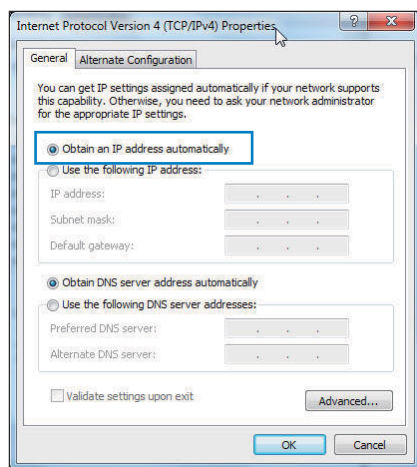 Internet Protocol Version 4 (TCP/IPv4) Properties
General
Alternate Configuration
You can get IP settings assigned automatically if your network supports
this capability. Otherwise, you need to ask your network administrator
for the appropriate IP settings.
Obtain an IP address automatically
Use the following IP address:
IP address:
Subnet mask:
Default gateway:
Obtain DNS server address automatically
Use the following DNS server addresses:
Preferred DNS server:
Alternate DNS server:
Validate settings upon exit
Advanced...
OK
Cancel